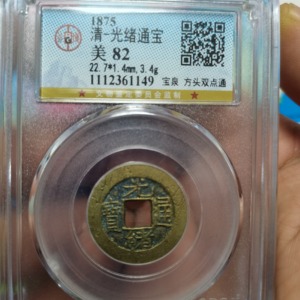 1875
清-光绪通宝
美 82
22.7*1.4mm,3.4g
1112361149
宝泉 方头双点通
光緒通寶